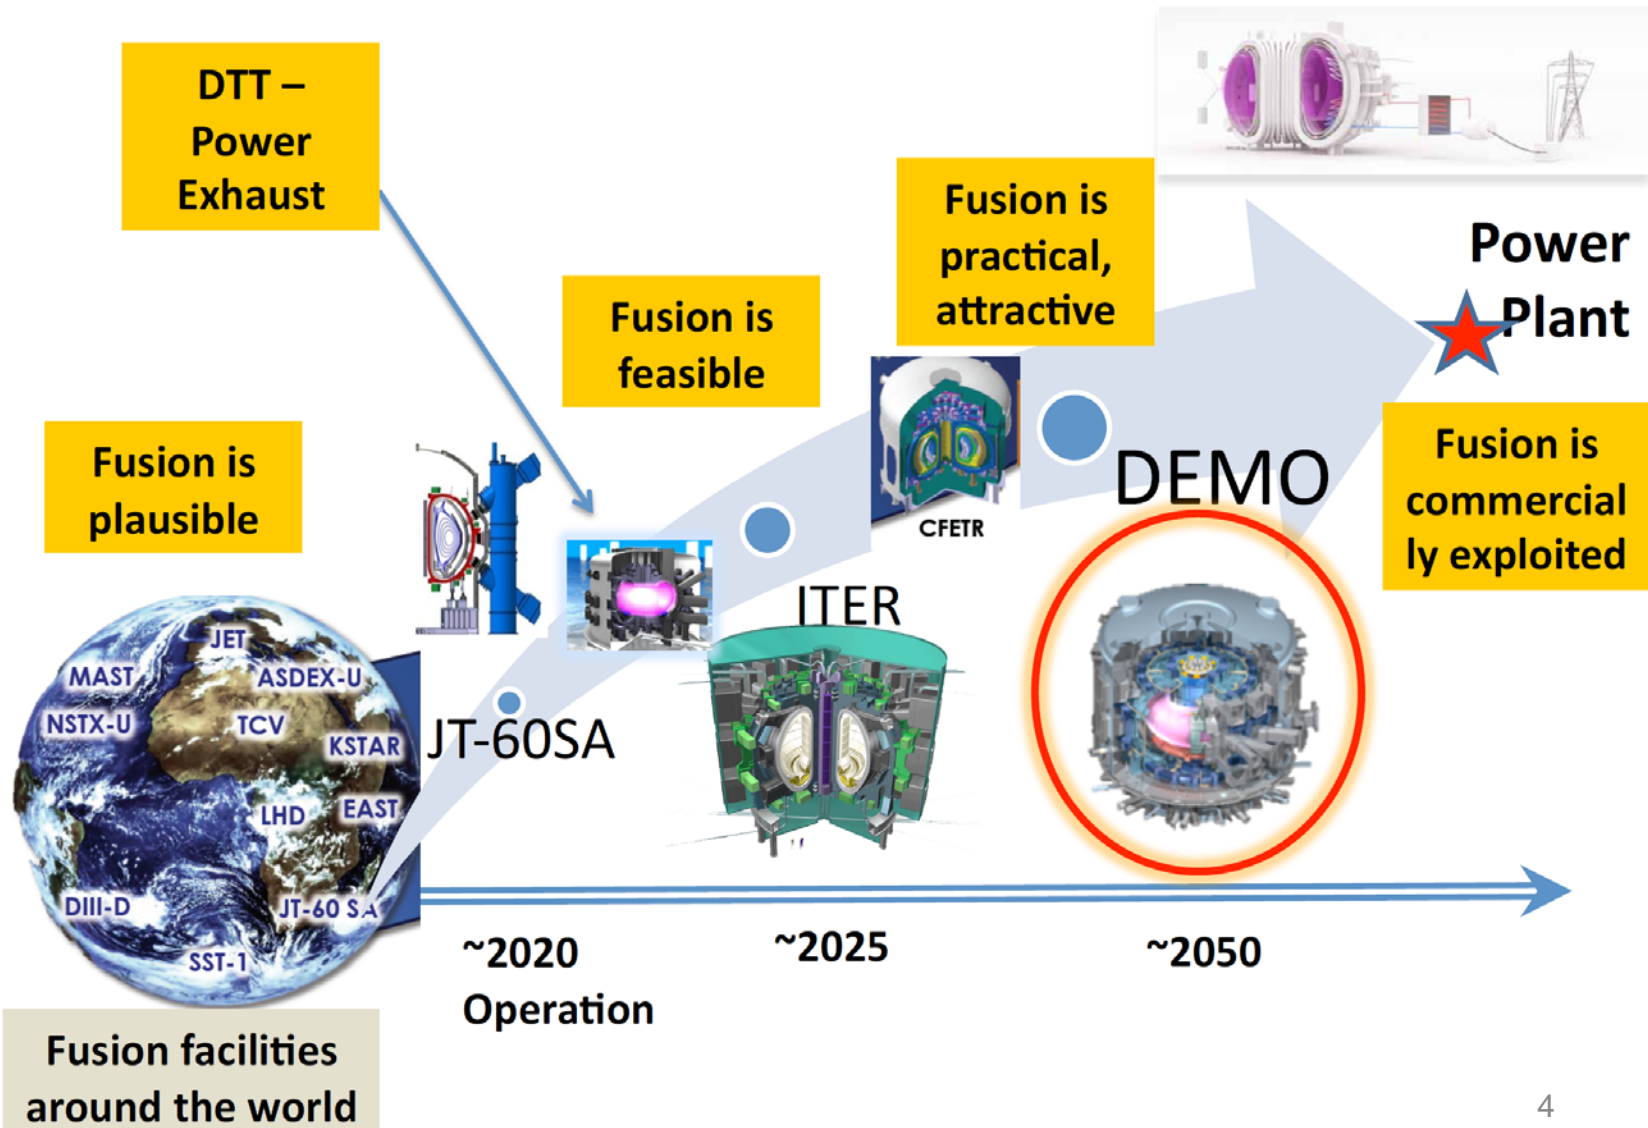 DTT –
Power
Exhaust
Fusion is
practical,
attractive
Power
Plant
Fusion is
feasible
Fusion is
plausible
Fusion is
commercial
ly exploited
DEMO
CFETR
ITER
JT-60SA
JET
MAST
ASDEX-U
NSTX-U
TCV
KSTAR
LHD
EAST
DIII-D
JT-60 SA
SST-1
~2020
Operation
~2025
~2050
Fusion facilities
around the world
4